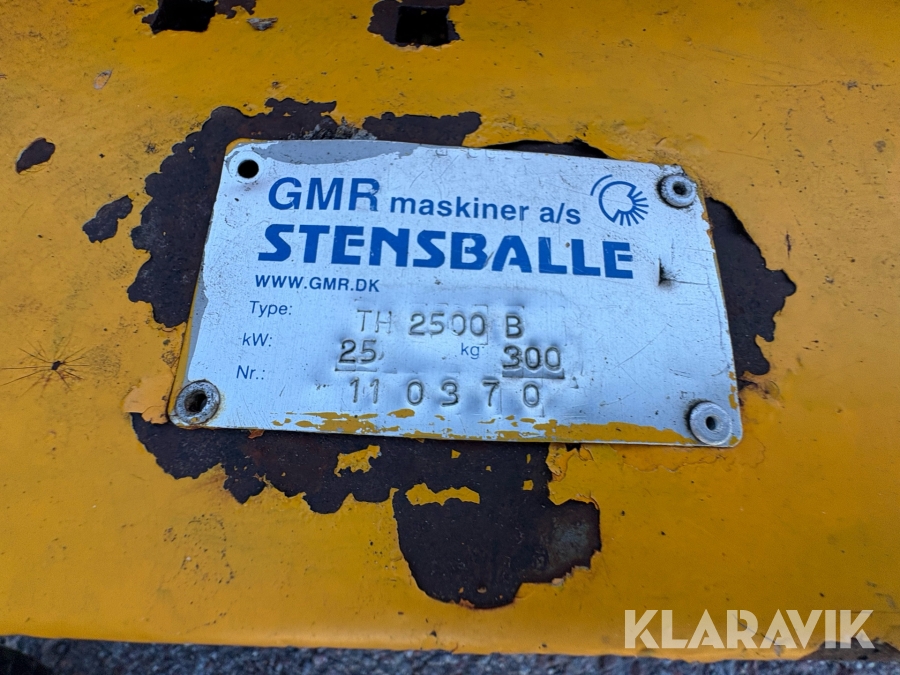 GMR maskiner a/s
STENSBALLE
WWW.GMR.DK
Type: TH 2500 B
kW: 25 kg 300
Nr.: 110370
KLARAVIK